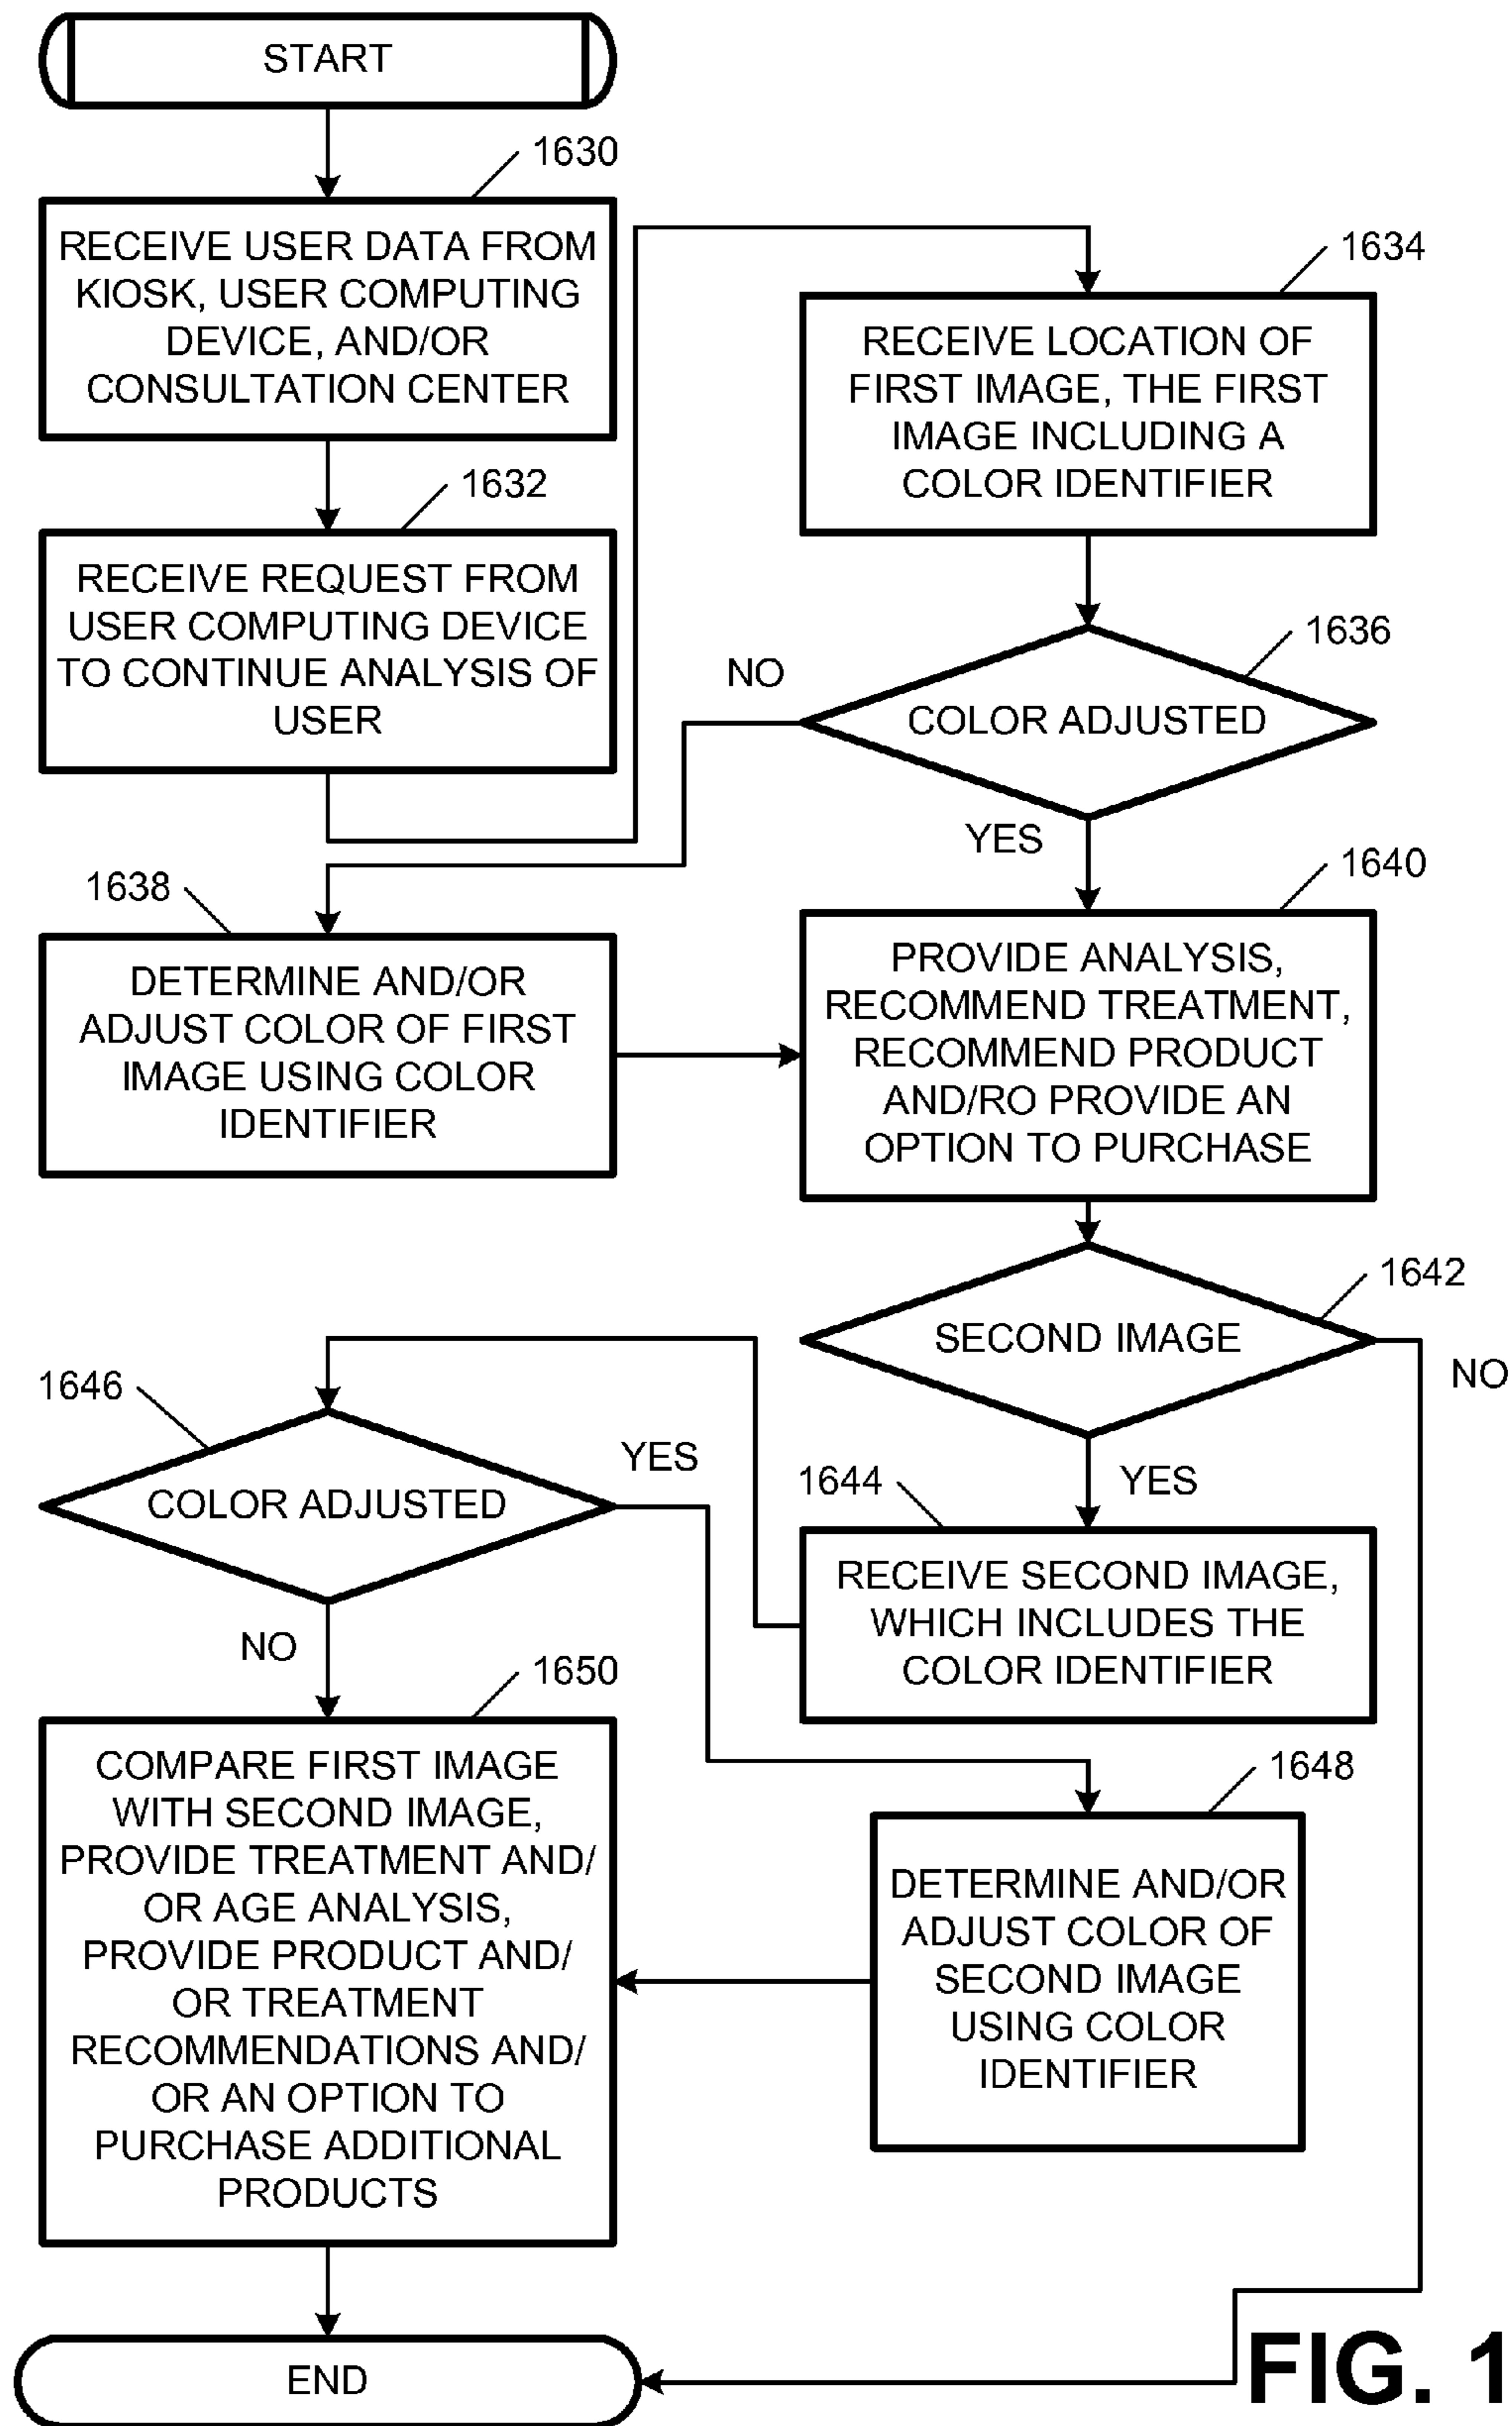 START
1630
RECEIVE USER DATA FROM
KIOSK, USER COMPUTING
DEVICE, AND/OR
CONSULTATION CENTER
1632
RECEIVE REQUEST FROM
USER COMPUTING DEVICE
TO CONTINUE ANALYSIS OF
USER
1634
RECEIVE LOCATION OF
FIRST IMAGE, THE FIRST
IMAGE INCLUDING A
COLOR IDENTIFIER
1636
COLOR ADJUSTED
NO
YES
1638
DETERMINE AND/OR
ADJUST COLOR OF FIRST
IMAGE USING COLOR
IDENTIFIER
1640
PROVIDE ANALYSIS,
RECOMMEND TREATMENT,
RECOMMEND PRODUCT
AND/RO PROVIDE AN
OPTION TO PURCHASE
1642
SECOND IMAGE
NO
YES
1644
RECEIVE SECOND IMAGE,
WHICH INCLUDES THE
COLOR IDENTIFIER
1646
COLOR ADJUSTED
YES
NO
1648
DETERMINE AND/OR
ADJUST COLOR OF
SECOND IMAGE
USING COLOR
IDENTIFIER
1650
COMPARE FIRST IMAGE
WITH SECOND IMAGE,
PROVIDE TREATMENT AND/
OR AGE ANALYSIS,
PROVIDE PRODUCT AND/
OR TREATMENT
RECOMMENDATIONS AND/
OR AN OPTION TO
PURCHASE ADDITIONAL
PRODUCTS
END
FIG. 1